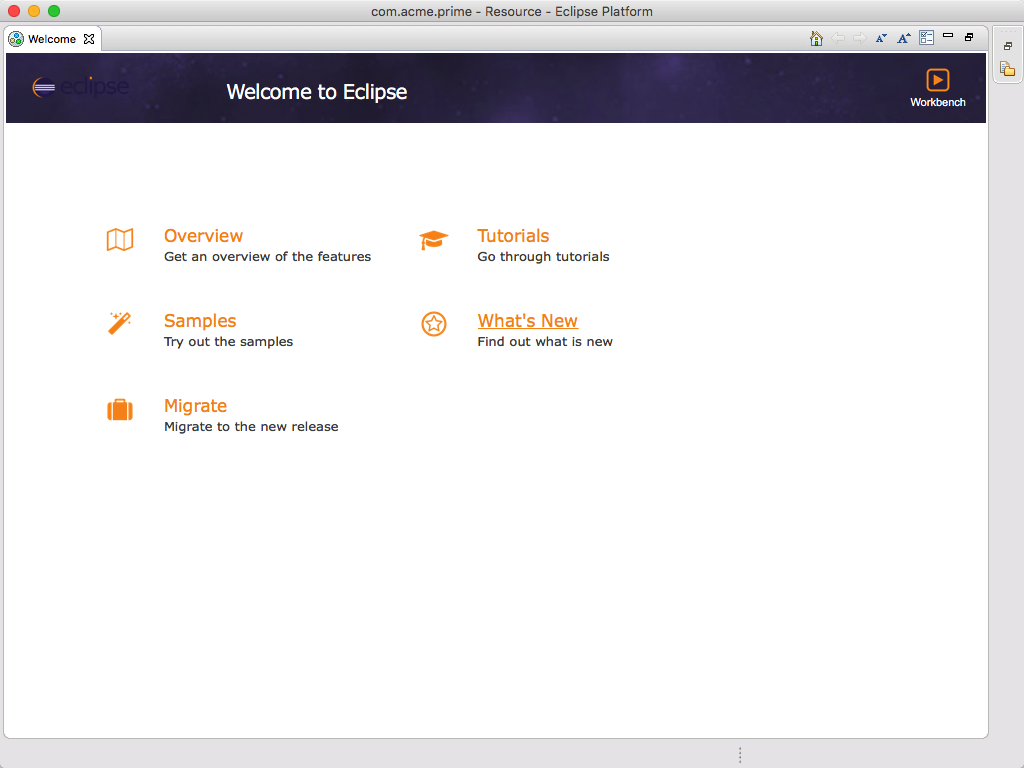 com.acme.prime - Resource - Eclipse Platform
Welcome
eclipse
Welcome to Eclipse
Workbench
Overview
Get an overview of the features
Tutorials
Go through tutorials
Samples
Try out the samples
What's New
Find out what is new
Migrate
Migrate to the new release